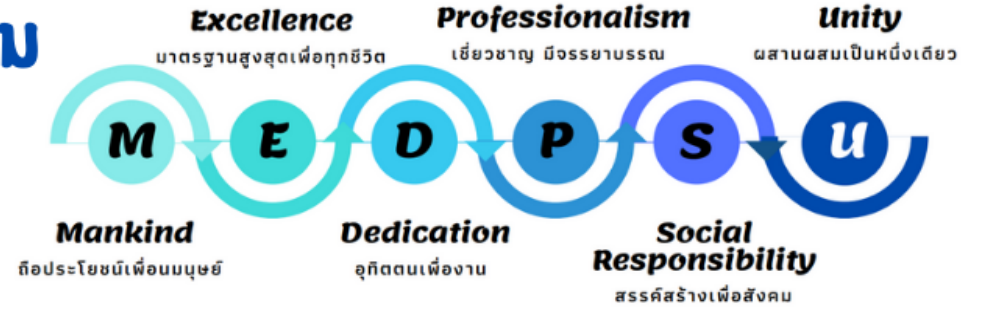 ม
Excellence
มาตรฐานสูงสุดเพื่อทุกชีวิต
Professionalism
เชี่ยวชาญ มีจรรยาบรรณ
Unity
ผสานผสมเป็นหนึ่งเดียว
M E D P S U
Mankind
ถือประโยชน์เพื่อนมนุษย์
Dedication
อุทิตตนเพื่องาน
Social
Responsibility
สรรค์สร้างเพื่อสังคม